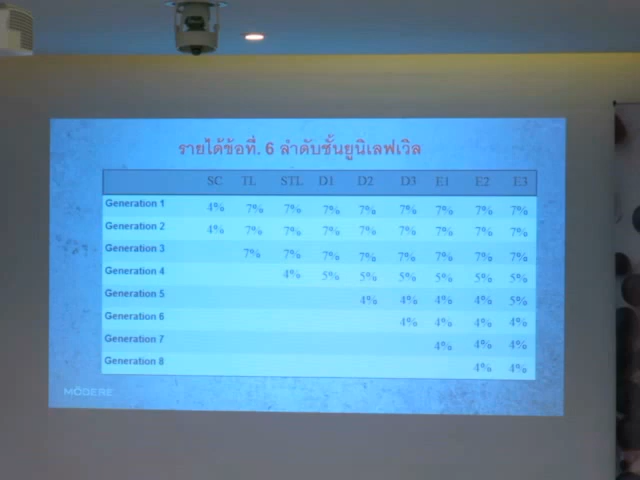 รายได้ข้อที่. 6 ลำดับชั้นยูนิเลฟเวิล
SC TL STL D1 D2 D3 E1 E2 E3
Generation 1 4% 7% 7% 7% 7% 7% 7% 7% 7%
Generation 2 4% 7% 7% 7% 7% 7% 7% 7% 7%
Generation 3 7% 7% 7% 7% 7% 7% 7% 7%
Generation 4 4% 5% 5% 5% 5% 5% 5%
Generation 5 4% 4% 4% 4% 5%
Generation 6 4% 4% 4% 4%
Generation 7 4% 4% 4%
Generation 8 4% 4%
MŌDERE